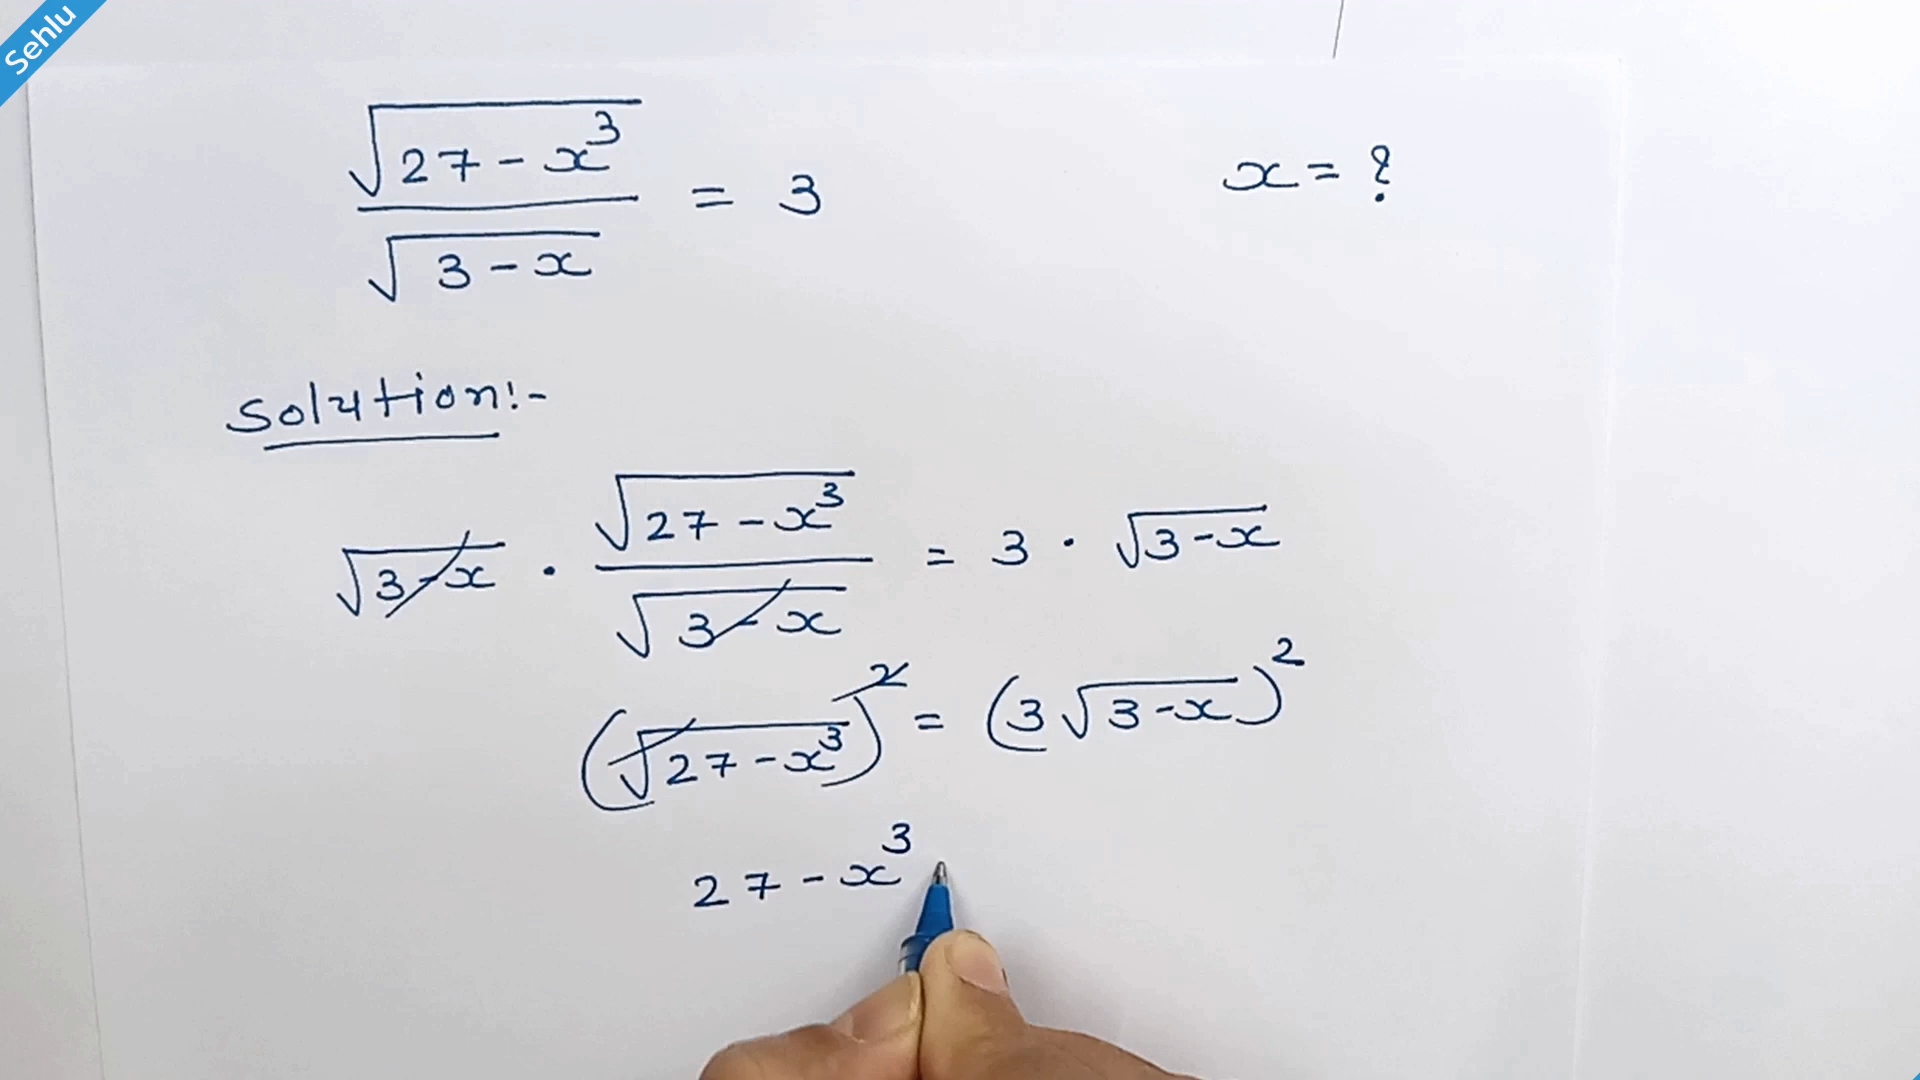 Sehlu
√(27 - x³) / √(3 - x) = 3
x = ?
Solution:-
√(3 - x) · √(27 - x³) / √(3 - x) = 3 · √(3 - x)
(√(27 - x³))² = (3√(3 - x))²
27 - x³